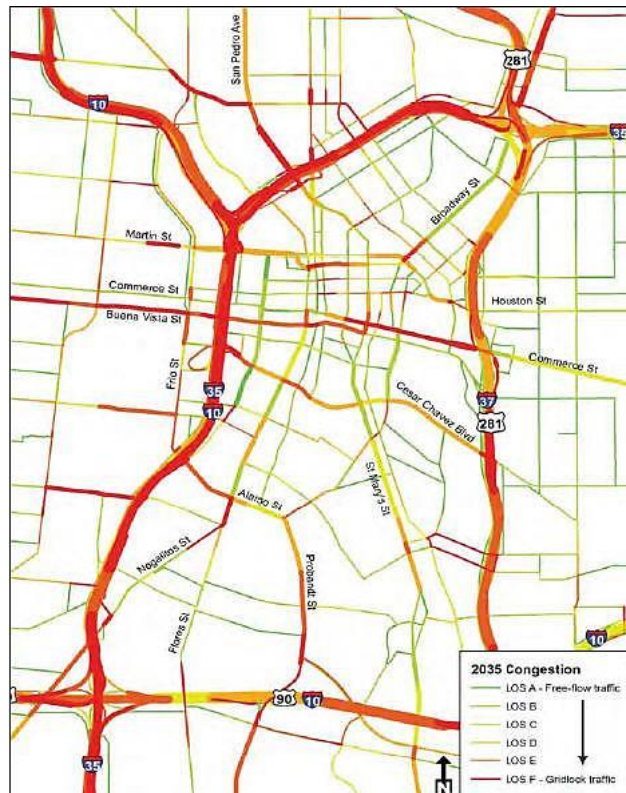 San Pedro Ave
281
10
35
Broadway St
Martin St
Commerce St
Houston St
Buena Vista St
Commerce St
Frio St
35
10
37
281
Cesar Chavez Blvd
St Mary's St
Alamo St
Nogalitos St
Probandt St
Flores St
10
90
10
35
N
2035 Congestion
LOS A - Free-flow traffic
LOS B
LOS C
LOS D
LOS E
LOS F - Gridlock traffic